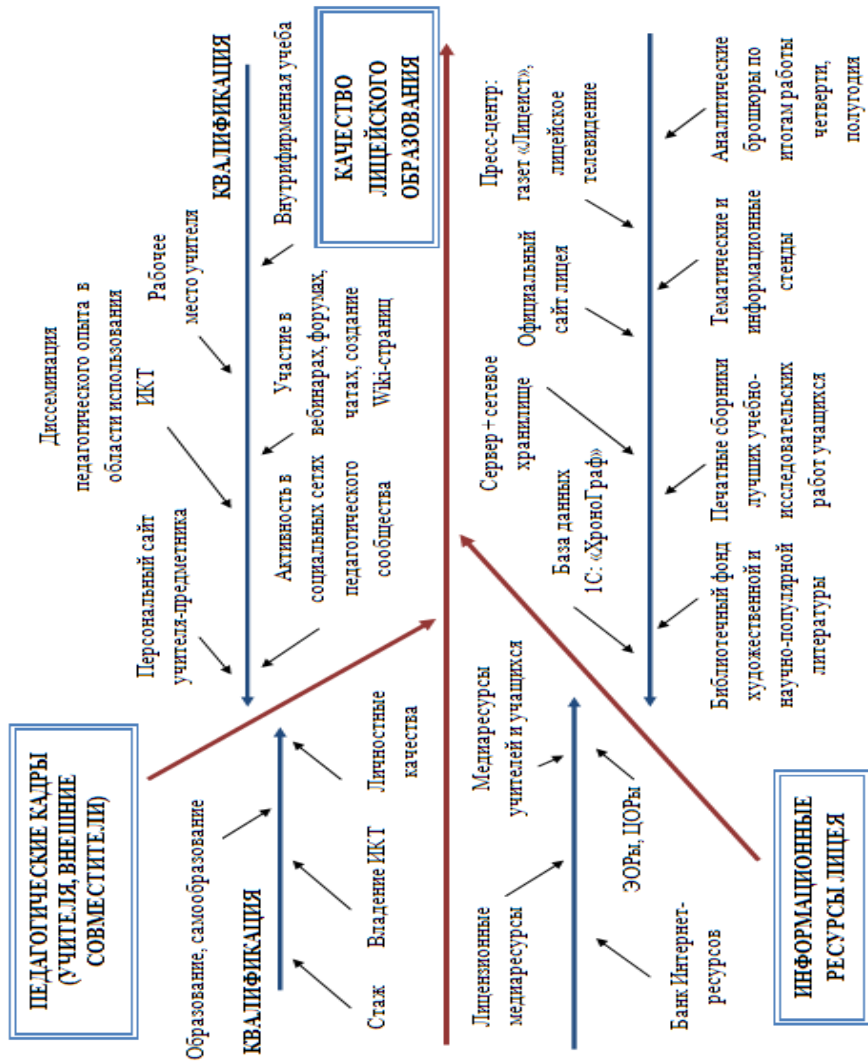 ПЕДАГОГИЧЕСКИЕ КАДРЫ
(УЧИТЕЛЯ, ВНЕШНИЕ
СОВМЕСТИТЕЛИ)
Образование, самообразование
КВАЛИФИКАЦИЯ
Стаж
Владение ИКТ
Личностные
качества
Персональный сайт
учителя-предметника
Диссеминация
педагогического опыта в
области использования
ИКТ
Рабочее
место учителя
КВАЛИФИКАЦИЯ
Активность в
социальных сетях
педагогического
сообщества
Участие в
вебинарах, форумах,
чатах, создание
Wiki-страниц
Внутрифирменная учеба
КАЧЕСТВО
ЛИЦЕЙСКОГО
ОБРАЗОВАНИЯ
Лицензионные
медиаресурсы
Медиаресурсы
учителей и учащихся
Банк Интернет-
ресурсов
ЭОРы, ЦОРы
База данных
1С: «ХроноГраф»
Сервер + сетевое
хранилище
Официальный
сайт лицея
Пресс-центр:
газет «Лицеист»,
лицейское
телевидение
Библиотечный фонд
художественной и
научно-популярной
литературы
Печатные сборники
лучших учебно-
исследовательских
работ учащихся
Тематические и
информационные
стенды
Аналитические
брошюры по
итогам работы
четверти,
полугодия
ИНФОРМАЦИОННЫЕ
РЕСУРСЫ ЛИЦЕЯ